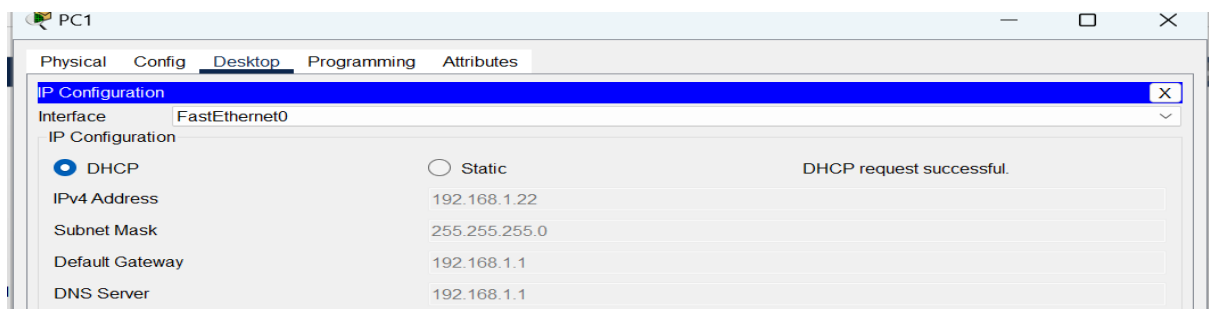 PC1
Physical Config Desktop Programming Attributes
IP Configuration X
Interface FastEthernet0
IP Configuration
DHCP Static DHCP request successful.
IPv4 Address 192.168.1.22
Subnet Mask 255.255.255.0
Default Gateway 192.168.1.1
DNS Server 192.168.1.1